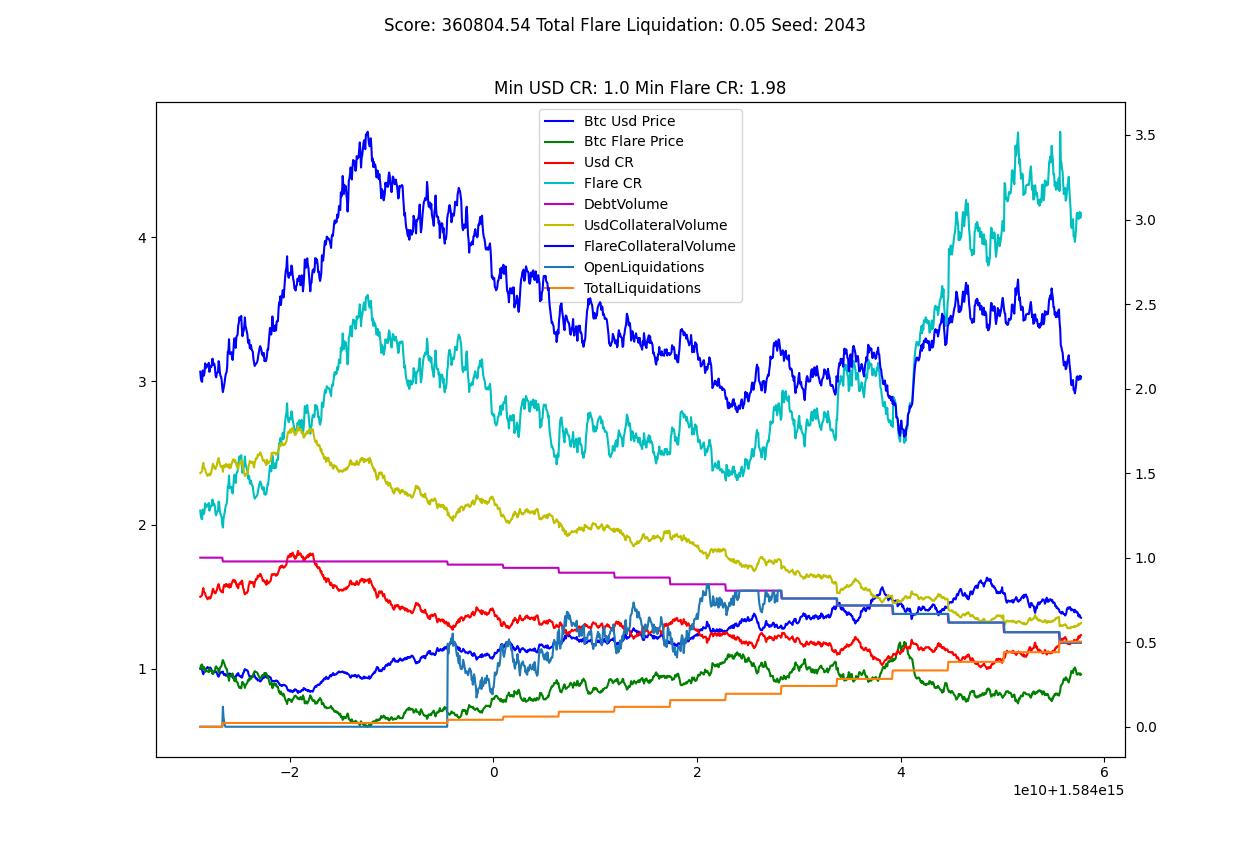 Score: 360804.54 Total Flare Liquidation: 0.05 Seed: 2043
Min USD CR: 1.0 Min Flare CR: 1.98
Btc Usd Price
Btc Flare Price
Usd CR
Flare CR
DebtVolume
UsdCollateralVolume
FlareCollateralVolume
OpenLiquidations
TotalLiquidations
4
3
2
1
3.5
3.0
2.5
2.0
1.5
1.0
0.5
0.0
−2 0 2 4 6
1e10+1.584e15